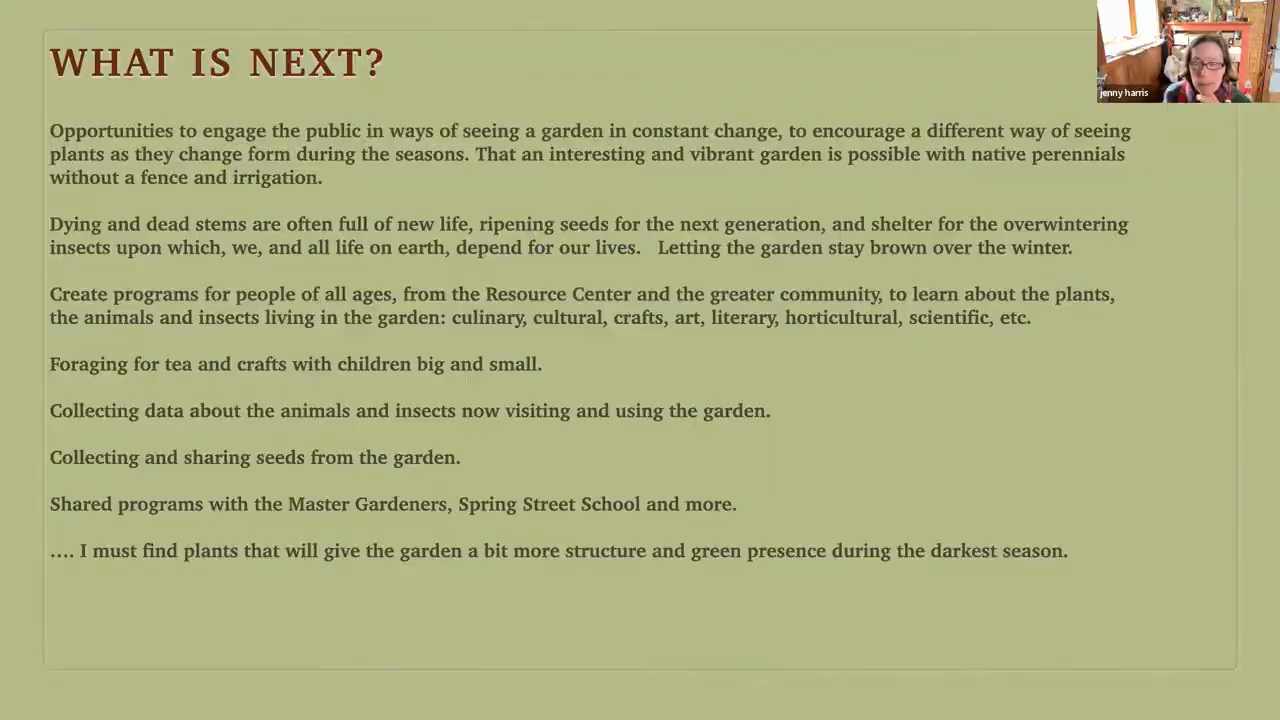 WHAT IS NEXT?
jenny harris
Opportunities to engage the public in ways of seeing a garden in constant change, to encourage a different way of seeing
plants as they change form during the seasons. That an interesting and vibrant garden is possible with native perennials
without a fence and irrigation.
Dying and dead stems are often full of new life, ripening seeds for the next generation, and shelter for the overwintering
insects upon which, we, and all life on earth, depend for our lives.   Letting the garden stay brown over the winter.
Create programs for people of all ages, from the Resource Center and the greater community, to learn about the plants,
the animals and insects living in the garden: culinary, cultural, crafts, art, literary, horticultural, scientific, etc.
Foraging for tea and crafts with children big and small.
Collecting data about the animals and insects now visiting and using the garden.
Collecting and sharing seeds from the garden.
Shared programs with the Master Gardeners, Spring Street School and more.
.... I must find plants that will give the garden a bit more structure and green presence during the darkest season.